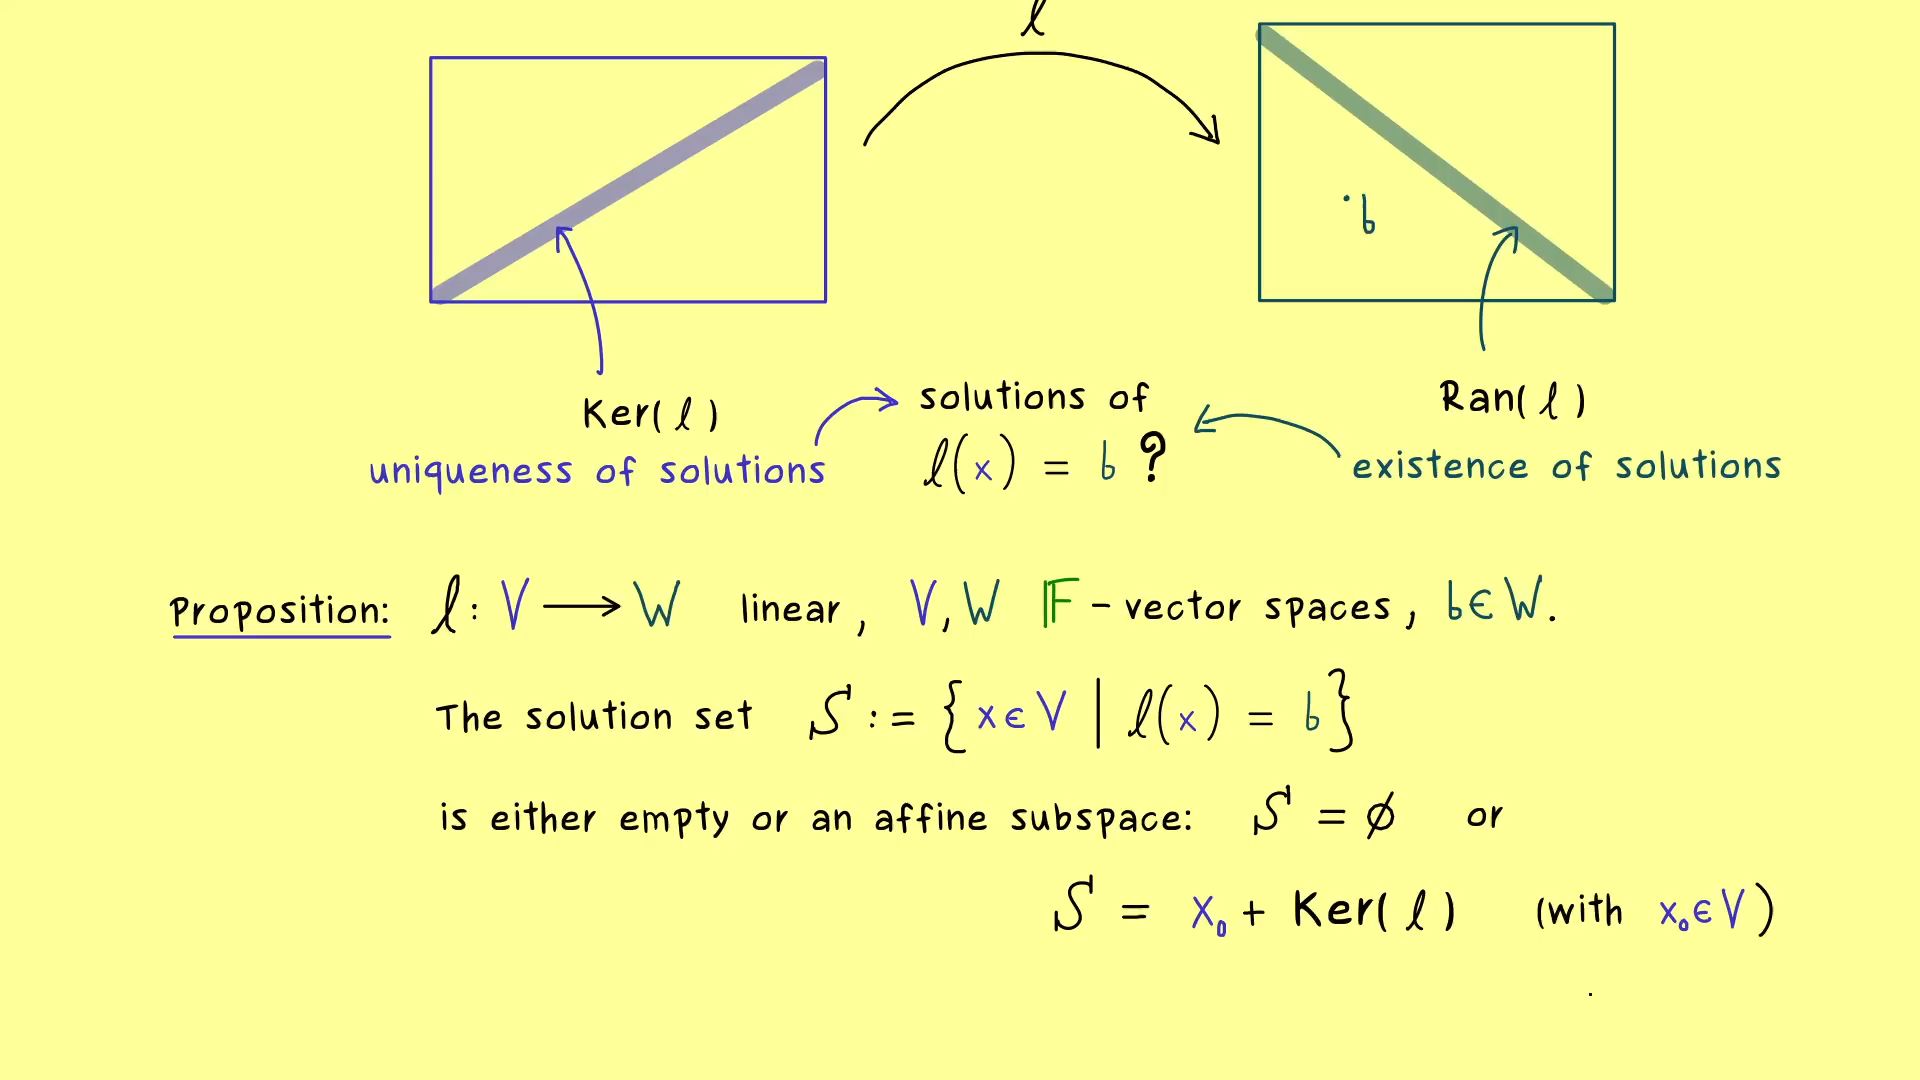 ℓ
b
Ker(ℓ)
uniqueness of solutions
solutions of
ℓ(x) = b ?
Ran(ℓ)
existence of solutions
Proposition: ℓ: V ⟶ W linear, V, W 𝔽-vector spaces, b∈W.
The solution set S := {x∈V | ℓ(x) = b}
is either empty or an affine subspace: S = ∅ or
S = x₀ + Ker(ℓ) (with x₀∈V)